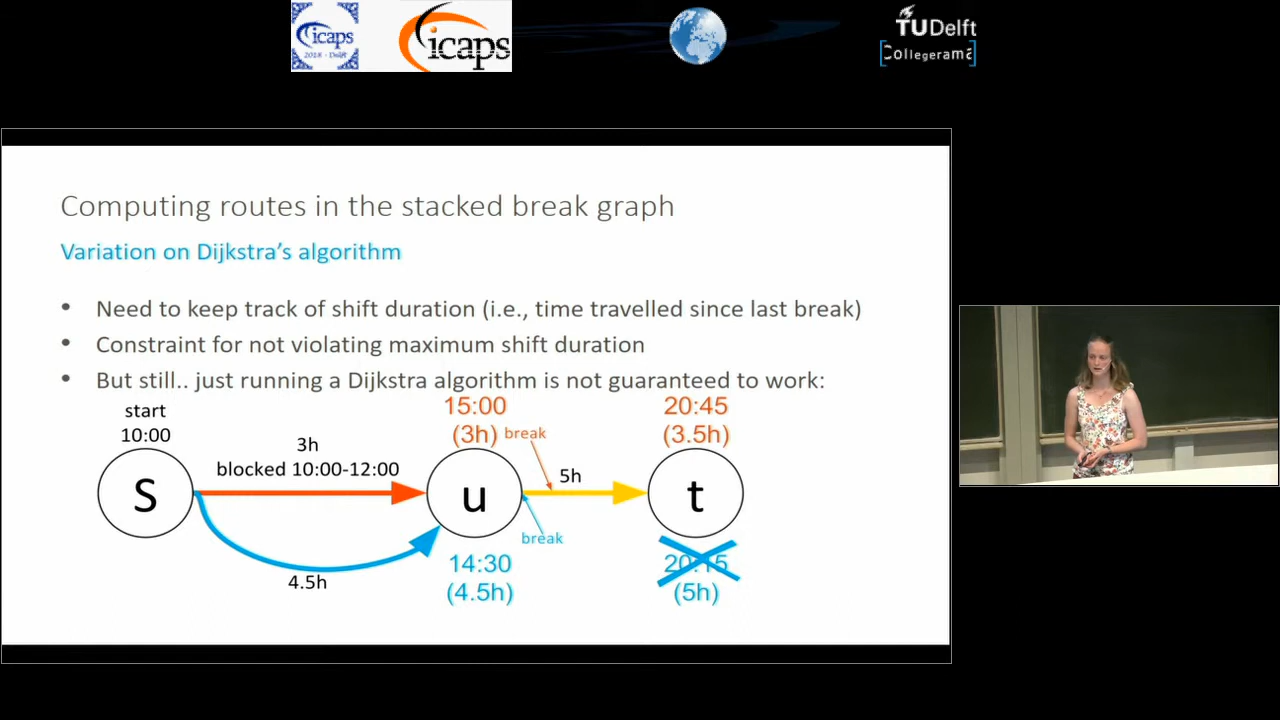 icaps
2018 - Delft
icaps
TUDelft
Collegerama
Computing routes in the stacked break graph
Variation on Dijkstra's algorithm
• Need to keep track of shift duration (i.e., time travelled since last break)
• Constraint for not violating maximum shift duration
• But still.. just running a Dijkstra algorithm is not guaranteed to work:
start
10:00
3h
blocked 10:00-12:00
15:00
(3h)
break
20:45
(3.5h)
5h
S
u
t
4.5h
14:30
(4.5h)
break
20:15
(5h)